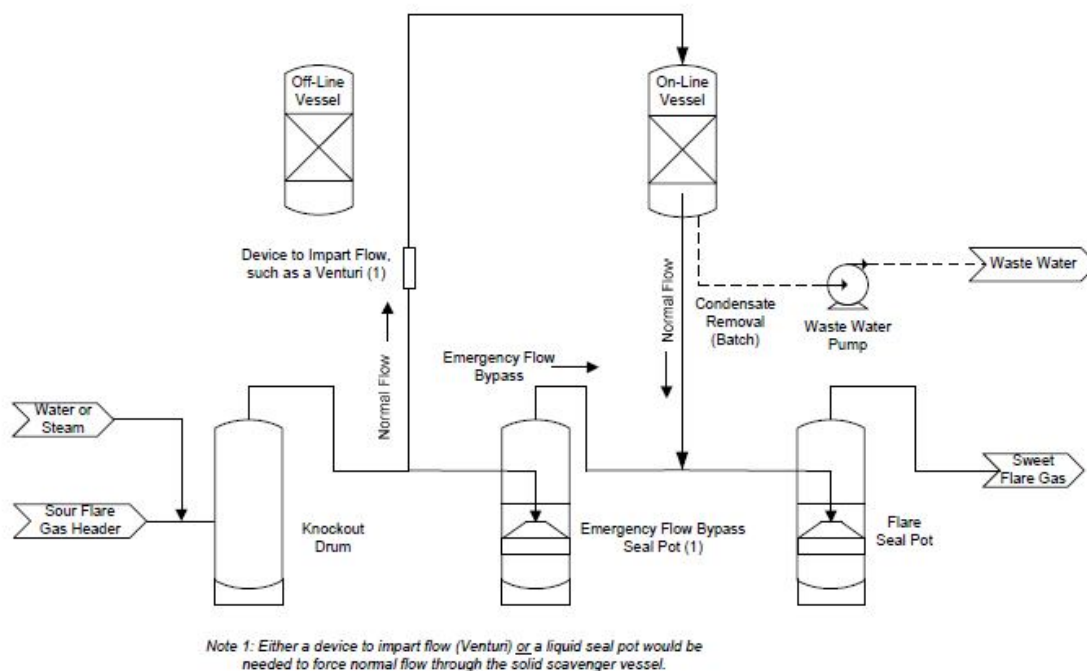 Off-Line
Vessel
On-Line
Vessel
Device to Impart Flow,
such as a Venturi (1)
Normal Flow
Normal Flow
Condensate
Removal
(Batch)
Waste Water
Pump
Waste Water
Emergency Flow
Bypass
Water or
Steam
Sour Flare
Gas Header
Knockout
Drum
Emergency Flow Bypass
Seal Pot (1)
Flare
Seal Pot
Sweet
Flare Gas
Note 1: Either a device to impart flow (Venturi) or a liquid seal pot would be
needed to force normal flow through the solid scavenger vessel.